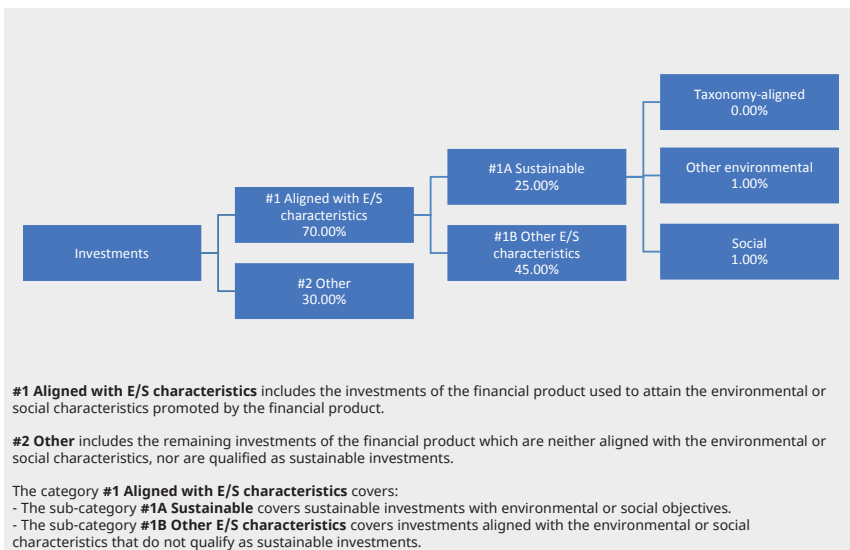 Taxonomy-aligned
0.00%
#1A Sustainable
25.00%
Other environmental
1.00%
#1 Aligned with E/S
characteristics
70.00%
#1B Other E/S
characteristics
45.00%
Social
1.00%
Investments
#2 Other
30.00%
#1 Aligned with E/S characteristics includes the investments of the financial product used to attain the environmental or
social characteristics promoted by the financial product.
#2 Other includes the remaining investments of the financial product which are neither aligned with the environmental or
social characteristics, nor are qualified as sustainable investments.
The category #1 Aligned with E/S characteristics covers:
- The sub-category #1A Sustainable covers sustainable investments with environmental or social objectives.
- The sub-category #1B Other E/S characteristics covers investments aligned with the environmental or social
characteristics that do not qualify as sustainable investments.